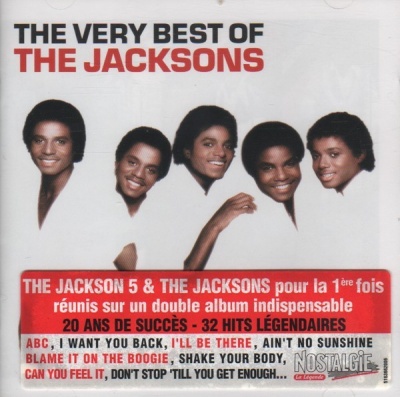 THE VERY BEST OF
THE JACKSONS
THE JACKSON 5 & THE JACKSONS pour la 1ère fois
réunis sur un double album indispensable
20 ANS DE SUCCÈS - 32 HITS LÉGENDAIRES
ABC, I WANT YOU BACK, I'LL BE THERE, AIN'T NO SUNSHINE
BLAME IT ON THE BOOGIE, SHAKE YOUR BODY,
CAN YOU FEEL IT, DON'T STOP 'TILL YOU GET ENOUGH...
NOSTALGIE
La Légende